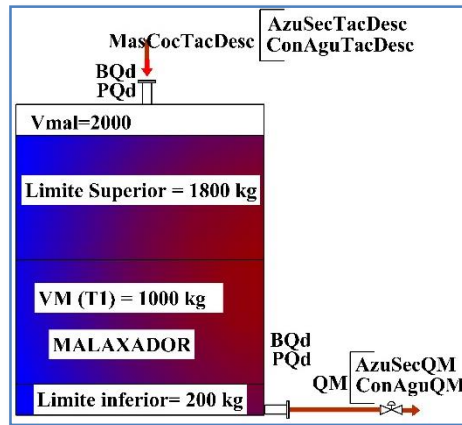 MasCocTacDesc
AzuSecTacDesc
ConAguTacDesc
BQd
PQd
Vmal=2000
Limite Superior = 1800 kg
VM (T1) = 1000 kg
MALAXADOR
BQd
PQd
Limite inferior= 200 kg
QM
AzuSecQM
ConAguQM